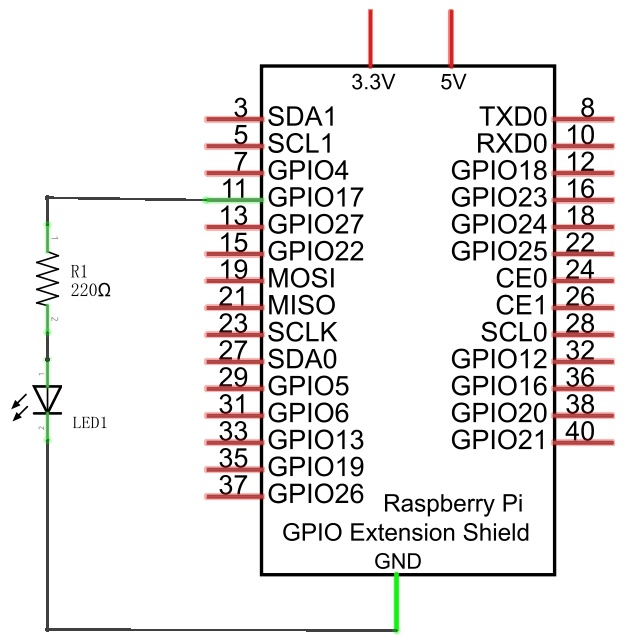 3.3V 5V
3 SDA1 TXD0 8
5 SCL1 RXD0 10
7 GPIO4 GPIO18 12
11 GPIO17 GPIO23 16
13 GPIO27 GPIO24 18
15 GPIO22 GPIO25 22
19 MOSI CE0 24
21 MISO CE1 26
23 SCLK SCL0 28
27 SDA0 GPIO12 32
29 GPIO5 GPIO16 36
31 GPIO6 GPIO20 38
33 GPIO13 GPIO21 40
35 GPIO19
37 GPIO26
Raspberry Pi
GPIO Extension Shield
GND
1
R1
220Ω
2
1
LED1
2